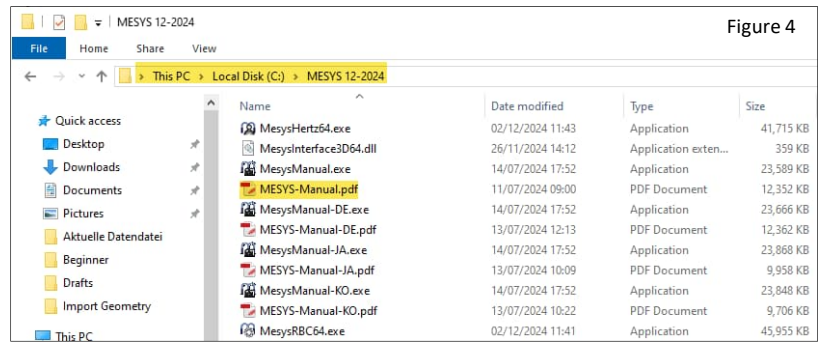 MESYS 12-2024
Figure 4
File Home Share View
This PC > Local Disk (C:) > MESYS 12-2024
Name Date modified Type Size
Quick access
Desktop
Downloads
Documents
Pictures
Aktuelle Datendatei
Beginner
Drafts
Import Geometry
This PC
MesysHertz64.exe 02/12/2024 11:43 Application 41,715 KB
MesysInterface3D64.dll 26/11/2024 14:12 Application exten... 359 KB
MesysManual.exe 14/07/2024 17:52 Application 23,589 KB
MESYS-Manual.pdf 11/07/2024 09:00 PDF Document 12,352 KB
MesysManual-DE.exe 14/07/2024 17:52 Application 23,666 KB
MESYS-Manual-DE.pdf 13/07/2024 12:13 PDF Document 12,362 KB
MesysManual-JA.exe 14/07/2024 17:52 Application 23,868 KB
MESYS-Manual-JA.pdf 13/07/2024 10:09 PDF Document 9,958 KB
MesysManual-KO.exe 14/07/2024 17:52 Application 23,848 KB
MESYS-Manual-KO.pdf 13/07/2024 10:22 PDF Document 9,706 KB
MesysRBC64.exe 02/12/2024 11:41 Application 45,955 KB